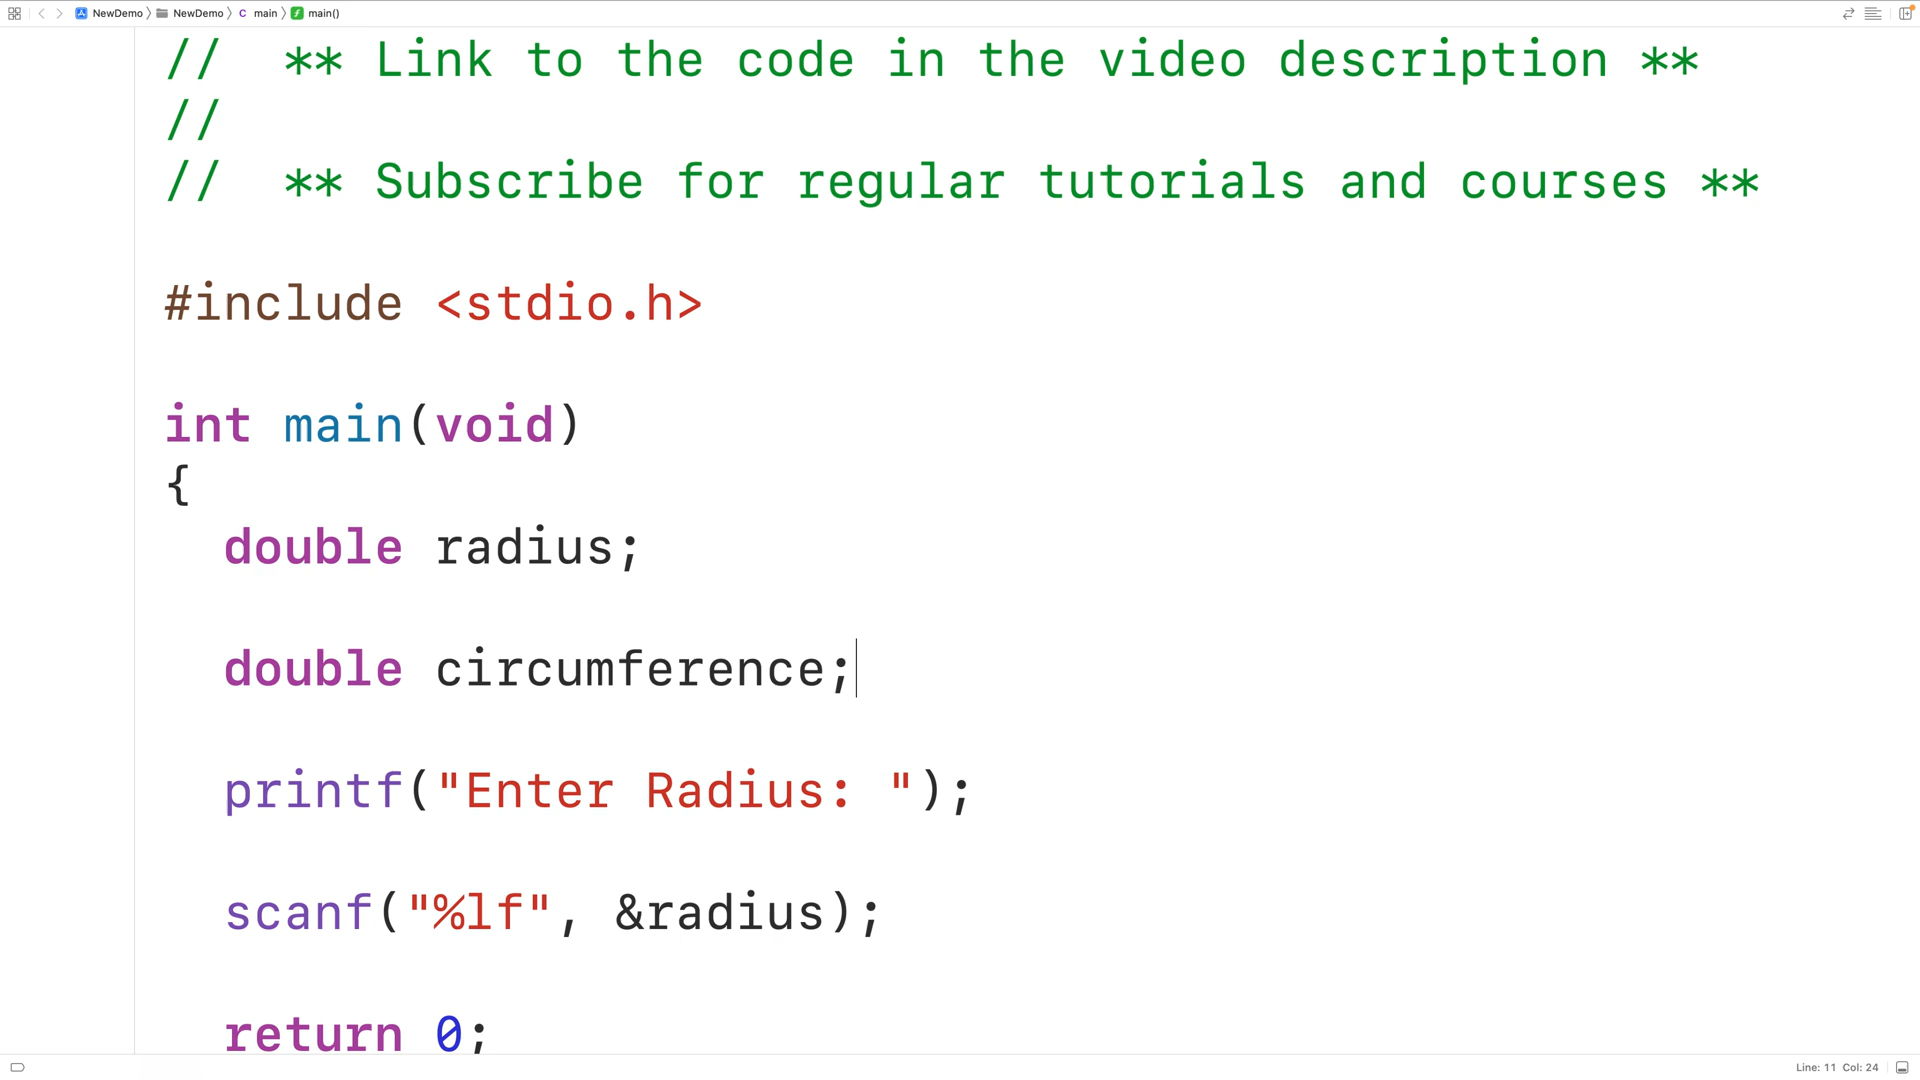 NewDemo 〉 NewDemo 〉 C main 〉 f main()
//  ** Link to the code in the video description **
//
//  ** Subscribe for regular tutorials and courses **
#include <stdio.h>
int main(void)
{
  double radius;
  double circumference;
  printf("Enter Radius: ");
  scanf("%lf", &radius);
  return 0;
Line: 11  Col: 24